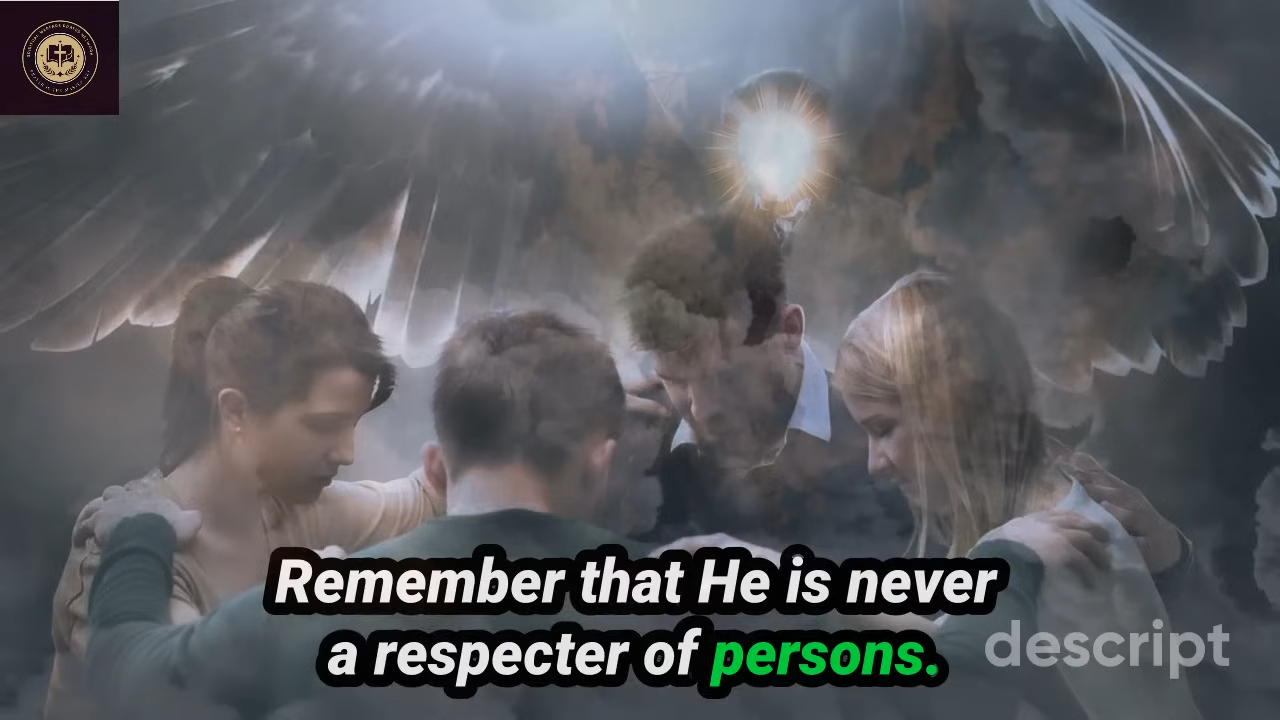 Remember that He is never
a respecter of persons.
descript